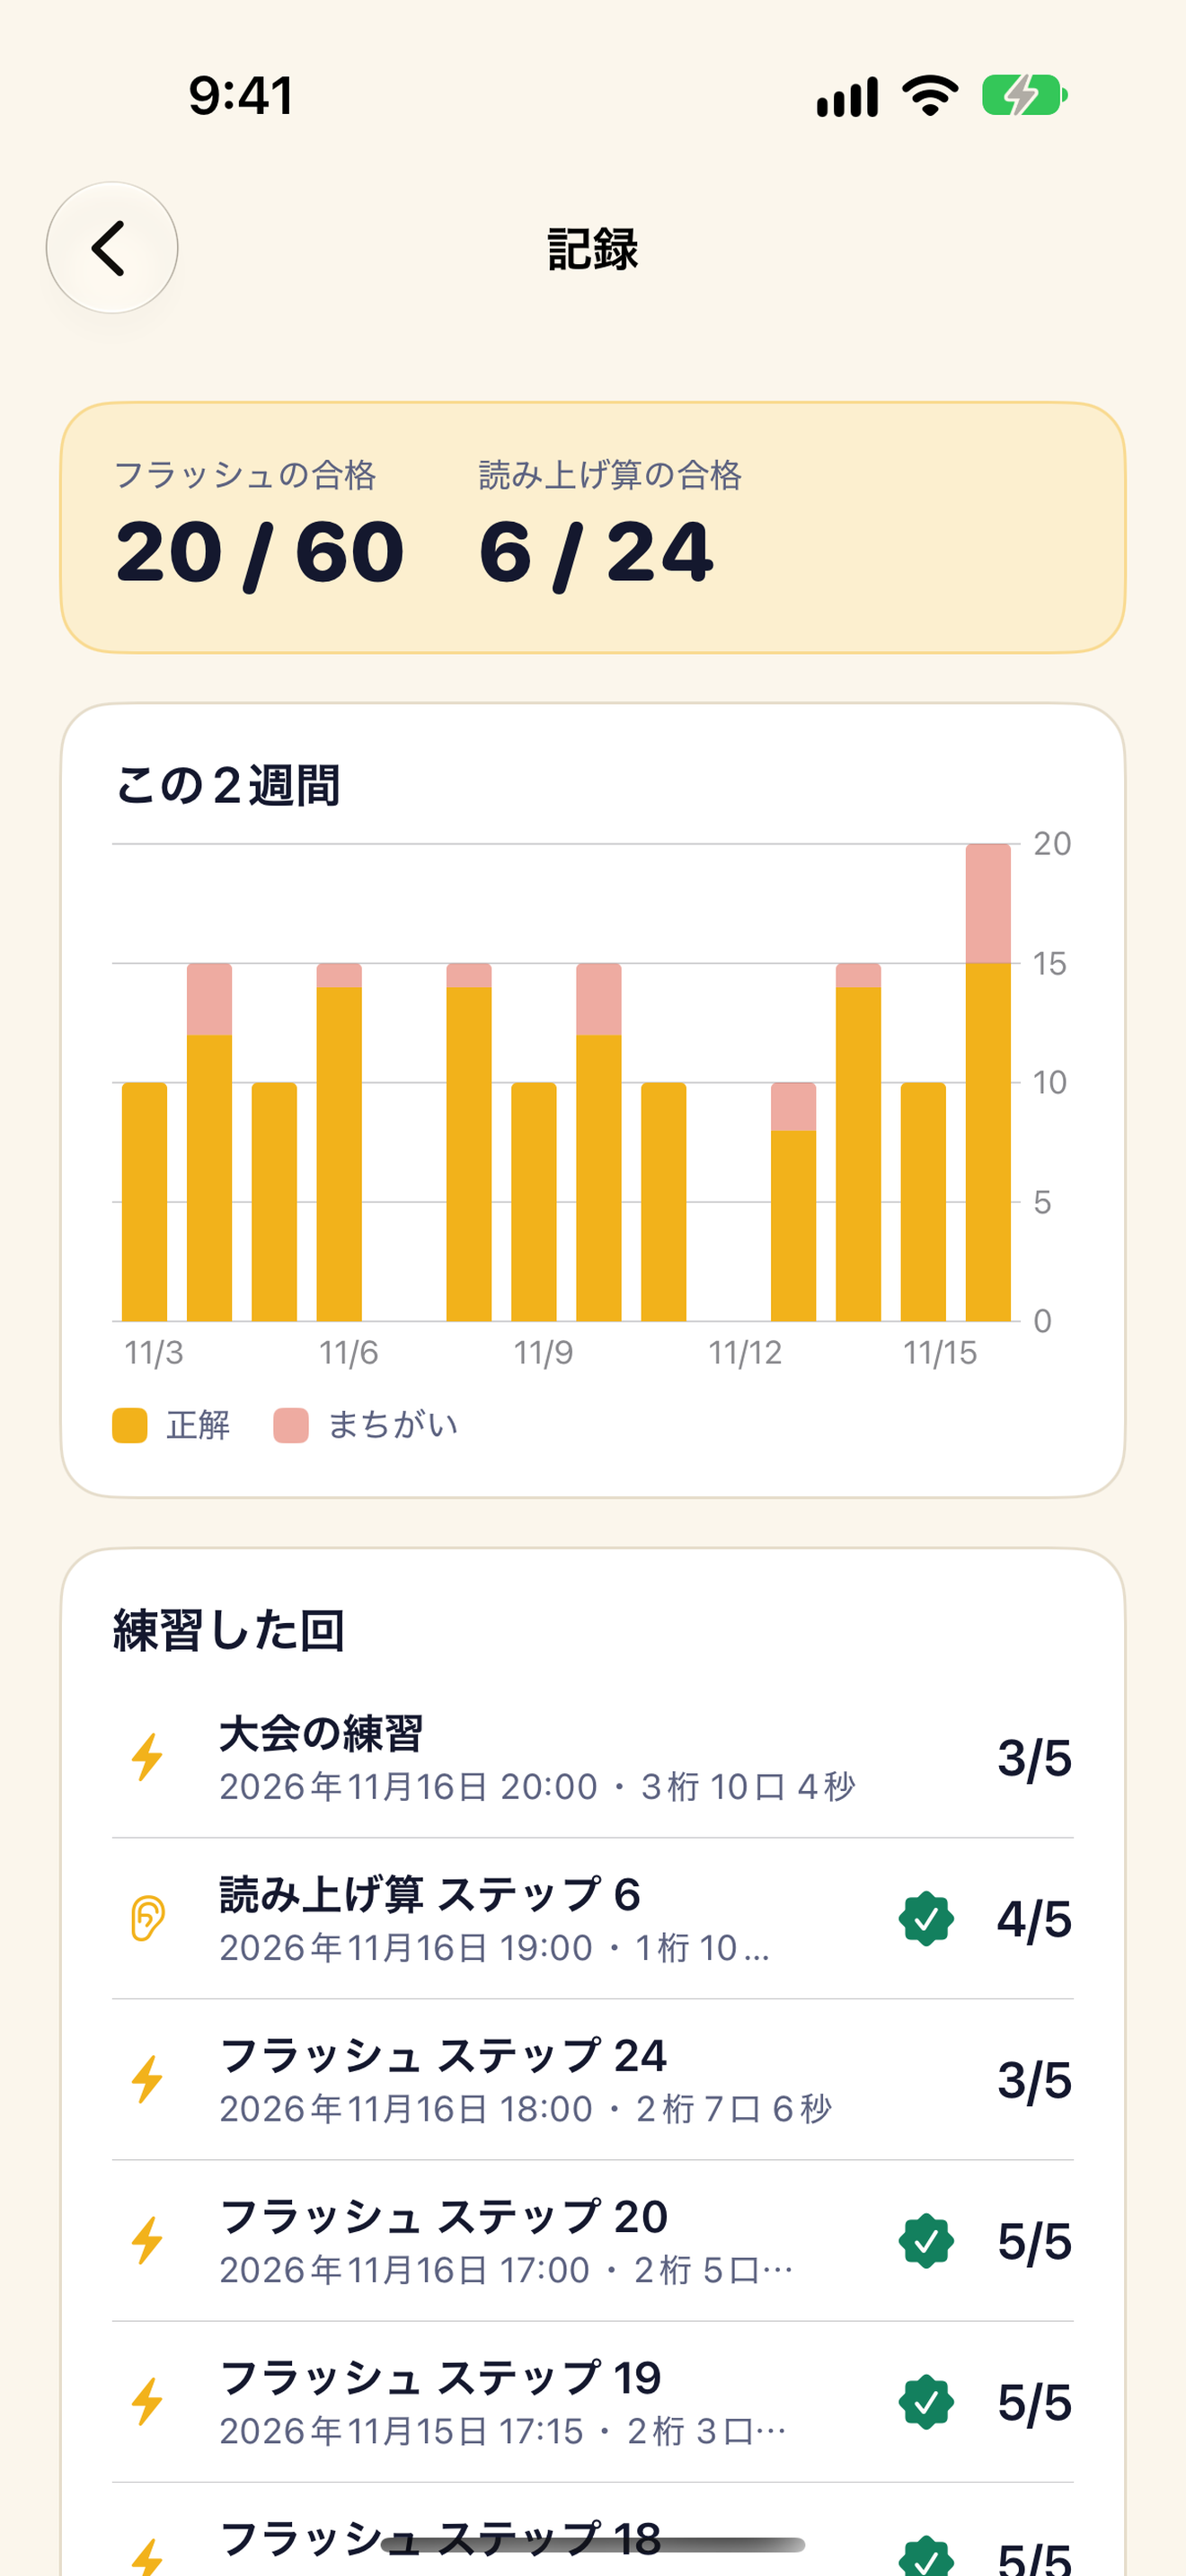 9:41
記録
フラッシュの合格 読み上げ算の合格
20 / 60 6 / 24
この2週間
20
15
10
5
0
11/3 11/6 11/9 11/12 11/15
正解 まちがい
練習した回
大会の練習
2026年11月16日 20:00・3桁 10口 4秒
3/5
読み上げ算 ステップ 6
2026年11月16日 19:00・1桁 10...
4/5
フラッシュ ステップ 24
2026年11月16日 18:00・2桁 7口 6秒
3/5
フラッシュ ステップ 20
2026年11月16日 17:00・2桁 5口…
5/5
フラッシュ ステップ 19
2026年11月15日 17:15・2桁 3口…
5/5
フラッシュ ステップ 18
5/5